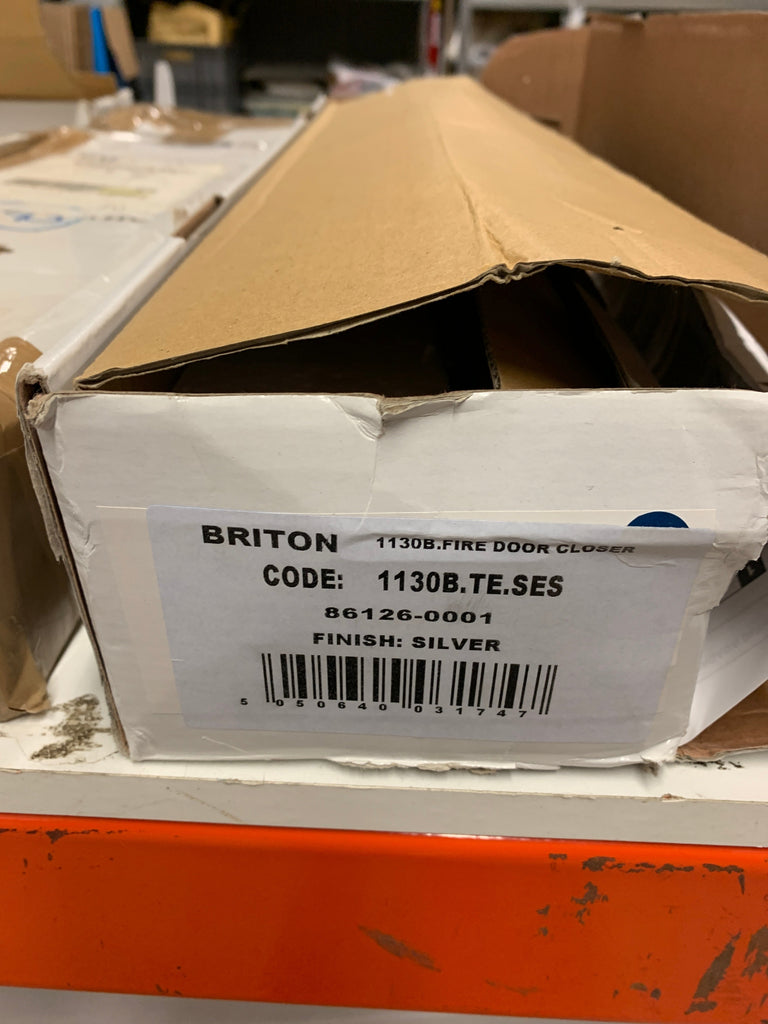 BRITON 1130B.FIRE DOOR CLOSER
CODE: 1130B.TE.SES
86126-0001
FINISH: SILVER
5 050640 031747